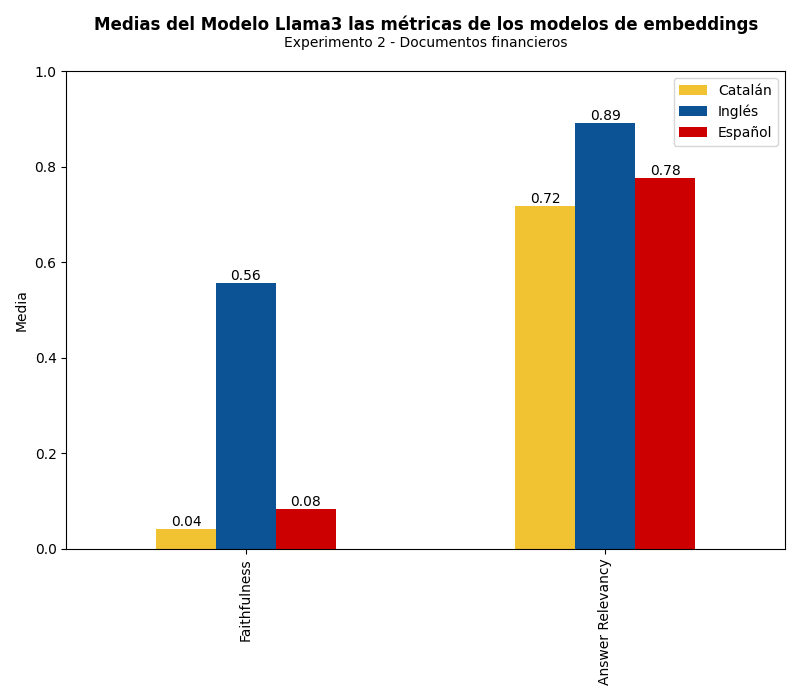 Medias del Modelo Llama3 las métricas de los modelos de embeddings
Experimento 2 - Documentos financieros
Catalán
Inglés
Español
Media
1.0
0.8
0.6
0.4
0.2
0.0
0.04
0.56
0.08
0.72
0.89
0.78
Faithfulness
Answer Relevancy